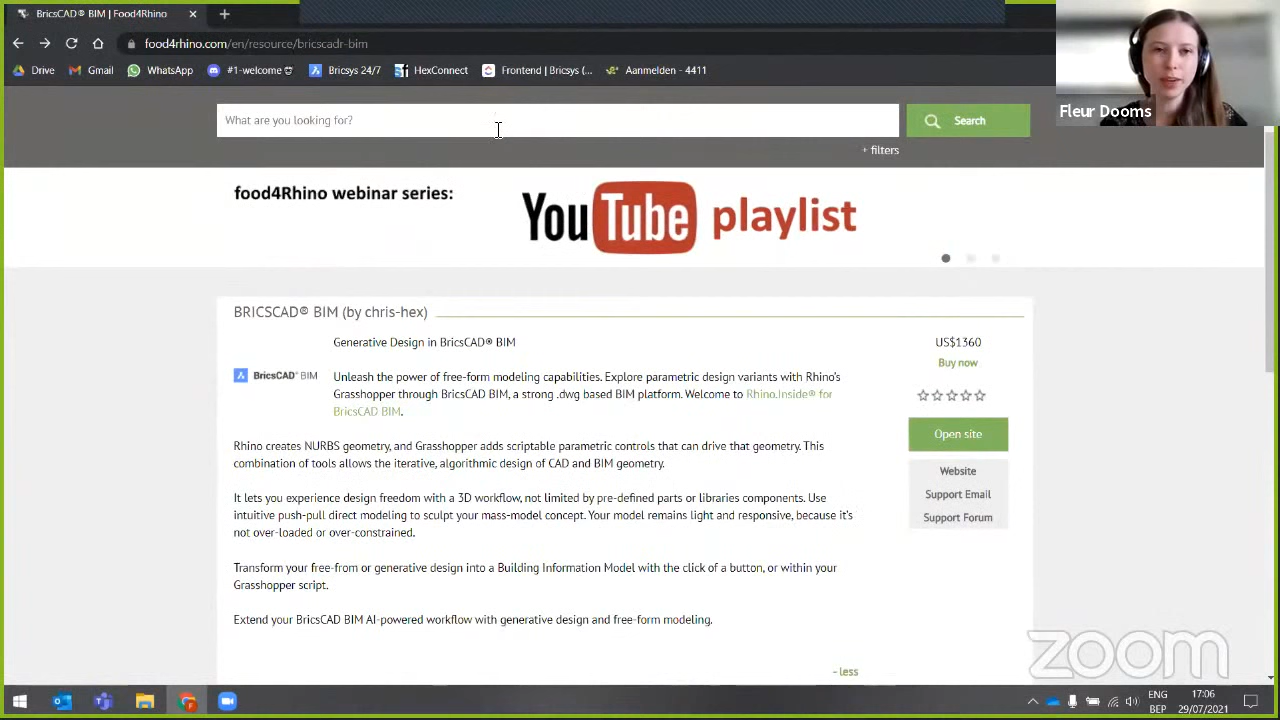 BricsCAD® BIM | Food4Rhino
food4rhino.com/en/resource/bricscadr-bim
Drive
Gmail
WhatsApp
#1-welcome
Bricsys 24/7
HexConnect
Frontend | Bricsys (...
Aanmelden - 4411
Fleur Dooms
What are you looking for?
Search
+ filters
food4Rhino webinar series:
YouTube playlist
BRICSCAD® BIM (by chris-hex)
Generative Design in BricsCAD® BIM
US$1360
Buy now
BricsCAD® BIM
Unleash the power of free-form modeling capabilities. Explore parametric design variants with Rhino's
Grasshopper through BricsCAD BIM, a strong .dwg based BIM platform. Welcome to Rhino.Inside® for
BricsCAD BIM.
Open site
Rhino creates NURBS geometry, and Grasshopper adds scriptable parametric controls that can drive that geometry. This
combination of tools allows the iterative, algorithmic design of CAD and BIM geometry.
Website
Support Email
Support Forum
It lets you experience design freedom with a 3D workflow, not limited by pre-defined parts or libraries components. Use
intuitive push-pull direct modeling to sculpt your mass-model concept. Your model remains light and responsive, because it's
not over-loaded or over-constrained.
Transform your free-from or generative design into a Building Information Model with the click of a button, or within your
Grasshopper script.
Extend your BricsCAD BIM AI-powered workflow with generative design and free-form modeling.
- less
zoom
ENG
BEP
17:06
29/07/2021